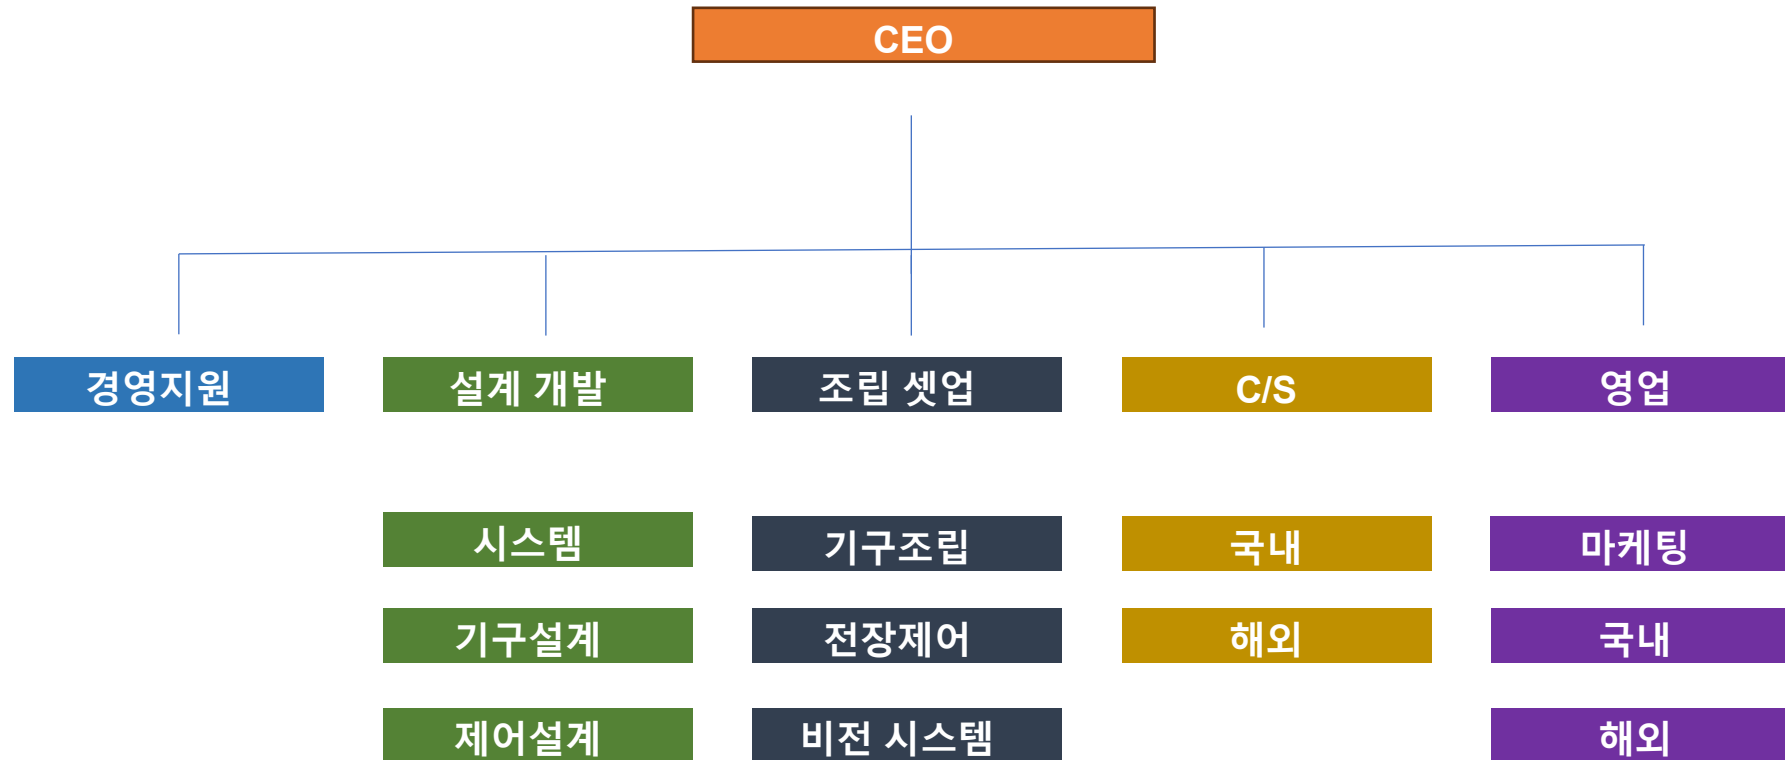 CEO
경영지원
설계 개발
조립 셋업
C/S
영업
시스템
기구조립
국내
마케팅
기구설계
전장제어
해외
국내
제어설계
비전 시스템
해외